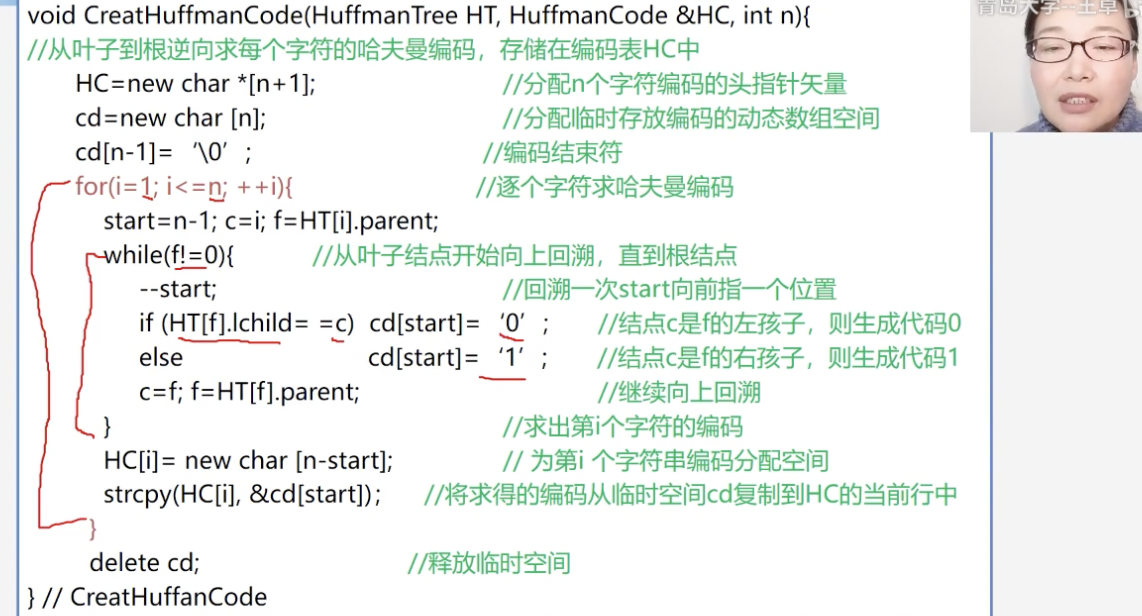 void CreatHuffmanCode(HuffmanTree HT, HuffmanCode &HC, int n){
青岛大学--王卓
//从叶子到根逆向求每个字符的哈夫曼编码，存储在编码表HC中
HC=new char *[n+1]; //分配n个字符编码的头指针矢量
cd=new char [n]; //分配临时存放编码的动态数组空间
cd[n-1]= ‘\0’ ; //编码结束符
for(i=1; i<=n; ++i){ //逐个字符求哈夫曼编码
start=n-1; c=i; f=HT[i].parent;
while(f!=0){ //从叶子结点开始向上回溯，直到根结点
--start; //回溯一次start向前指一个位置
if (HT[f].lchild= =c) cd[start]= ‘0’ ; //结点c是f的左孩子，则生成代码0
else cd[start]= ‘1’ ; //结点c是f的右孩子，则生成代码1
c=f; f=HT[f].parent; //继续向上回溯
} //求出第i个字符的编码
HC[i]= new char [n-start]; // 为第i 个字符串编码分配空间
strcpy(HC[i], &cd[start]); //将求得的编码从临时空间cd复制到HC的当前行中
}
delete cd; //释放临时空间
} // CreatHuffanCode